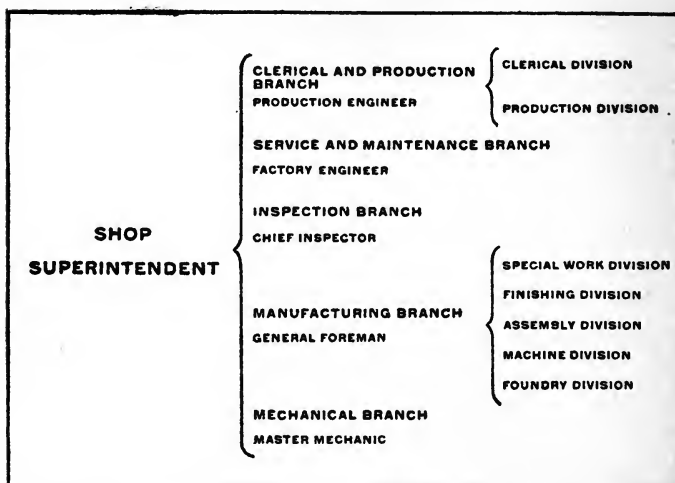 SHOP
SUPERINTENDENT
CLERICAL AND PRODUCTION
BRANCH
PRODUCTION ENGINEER
CLERICAL DIVISION
PRODUCTION DIVISION
SERVICE AND MAINTENANCE BRANCH
FACTORY ENGINEER
INSPECTION BRANCH
CHIEF INSPECTOR
MANUFACTURING BRANCH
GENERAL FOREMAN
SPECIAL WORK DIVISION
FINISHING DIVISION
ASSEMBLY DIVISION
MACHINE DIVISION
FOUNDRY DIVISION
MECHANICAL BRANCH
MASTER MECHANIC